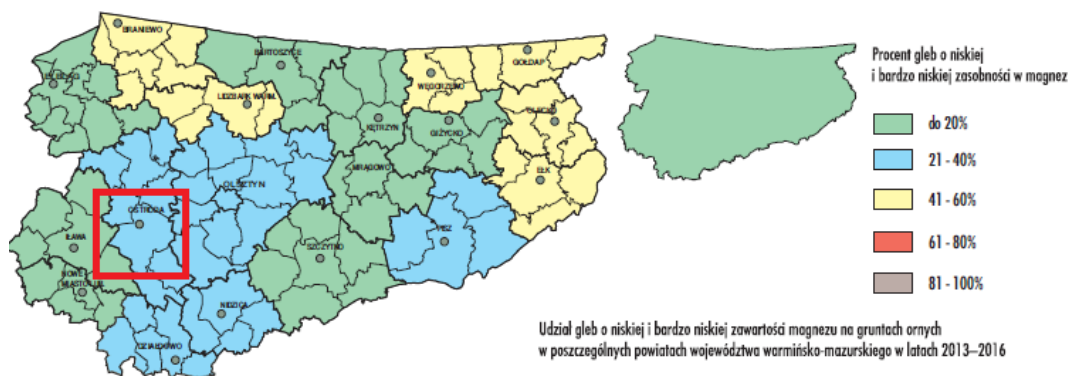 BRANIEWO
BARTOSZYCE
GOŁDAP
ELBLĄG
WĘGORZEWO
LIDZBARK WARM.
OLECKO
KĘTRZYN
GIŻYCKO
MRĄGOWO
EŁK
OLSZTYN
OSTRÓDA
PISZ
IŁAWA
SZCZYTNO
NOWE
MIASTO LUB.
NIDZICA
DZIAŁDOWO
Procent gleb o niskiej
i bardzo niskiej zasobności w magnez
do 20%
21 - 40%
41 - 60%
61 - 80%
81 - 100%
Udział gleb o niskiej i bardzo niskiej zawartości magnezu na gruntach ornych
w poszczególnych powiatach województwa warmińsko-mazurskiego w latach 2013–2016